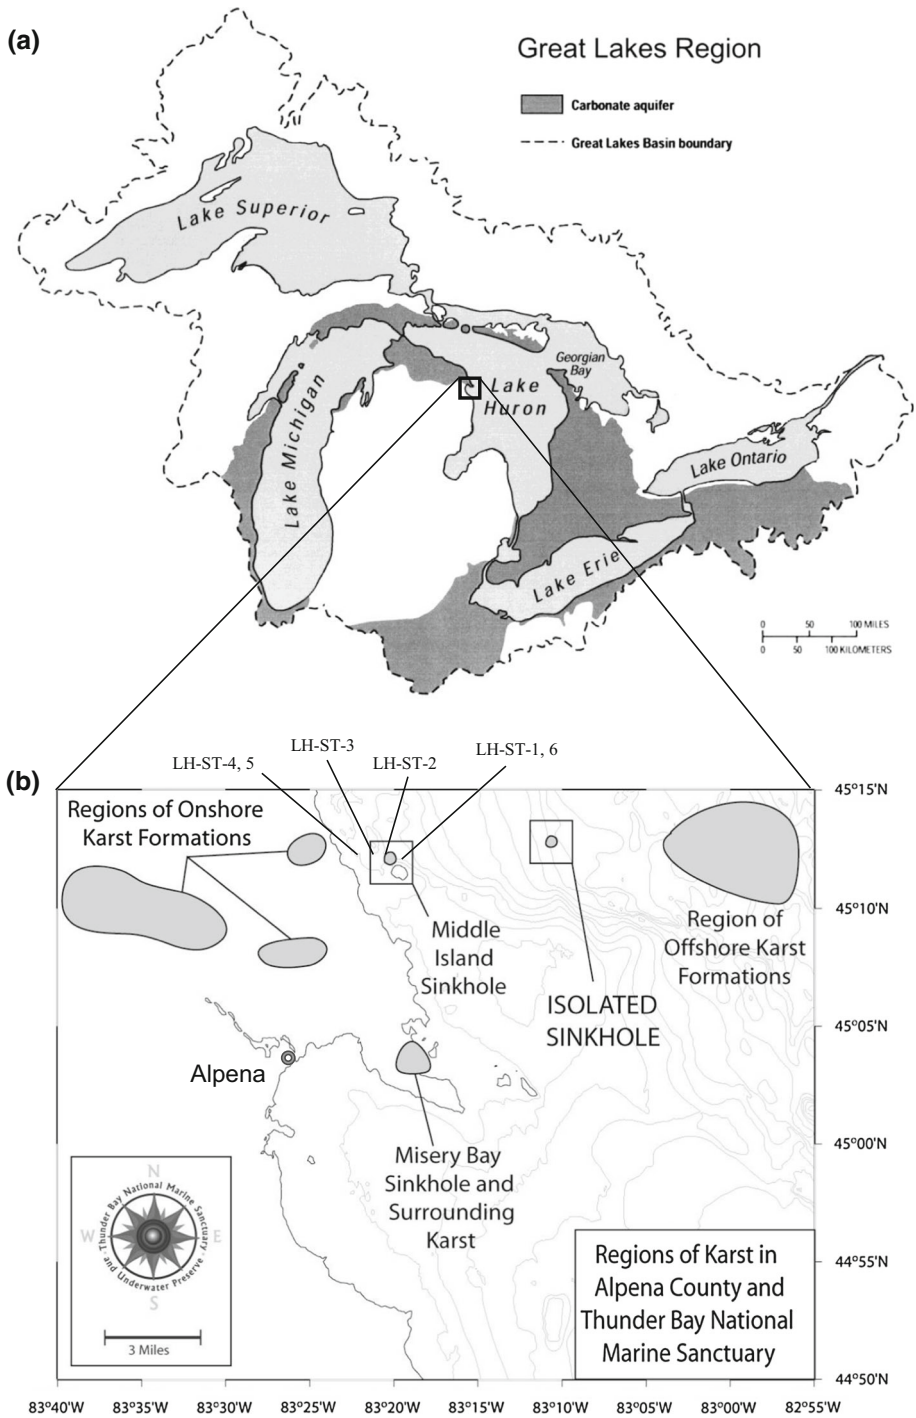 (a)
Great Lakes Region
Carbonate aquifer
Great Lakes Basin boundary
Lake Superior
Georgian
Bay
Lake
Huron
Lake Michigan
Lake Ontario
Lake Erie
0 50 100 MILES
0 50 100 KILOMETERS
(b)
LH-ST-4, 5
LH-ST-3
LH-ST-2
LH-ST-1, 6
Regions of Onshore
Karst Formations
Middle
Island
Sinkhole
ISOLATED
SINKHOLE
Region of
Offshore Karst
Formations
Alpena
Misery Bay
Sinkhole and
Surrounding
Karst
N
W
E
S
Thunder Bay National Marine Sanctuary
and Underwater Preserve
3 Miles
Regions of Karst in
Alpena County and
Thunder Bay National
Marine Sanctuary
45°15'N
45°10'N
45°05'N
45°00'N
44°55'N
44°50'N
83°40'W 83°35'W 83°30'W 83°25'W 83°20'W 83°15'W 83°10'W 83°05'W 83°00'W 82°55'W